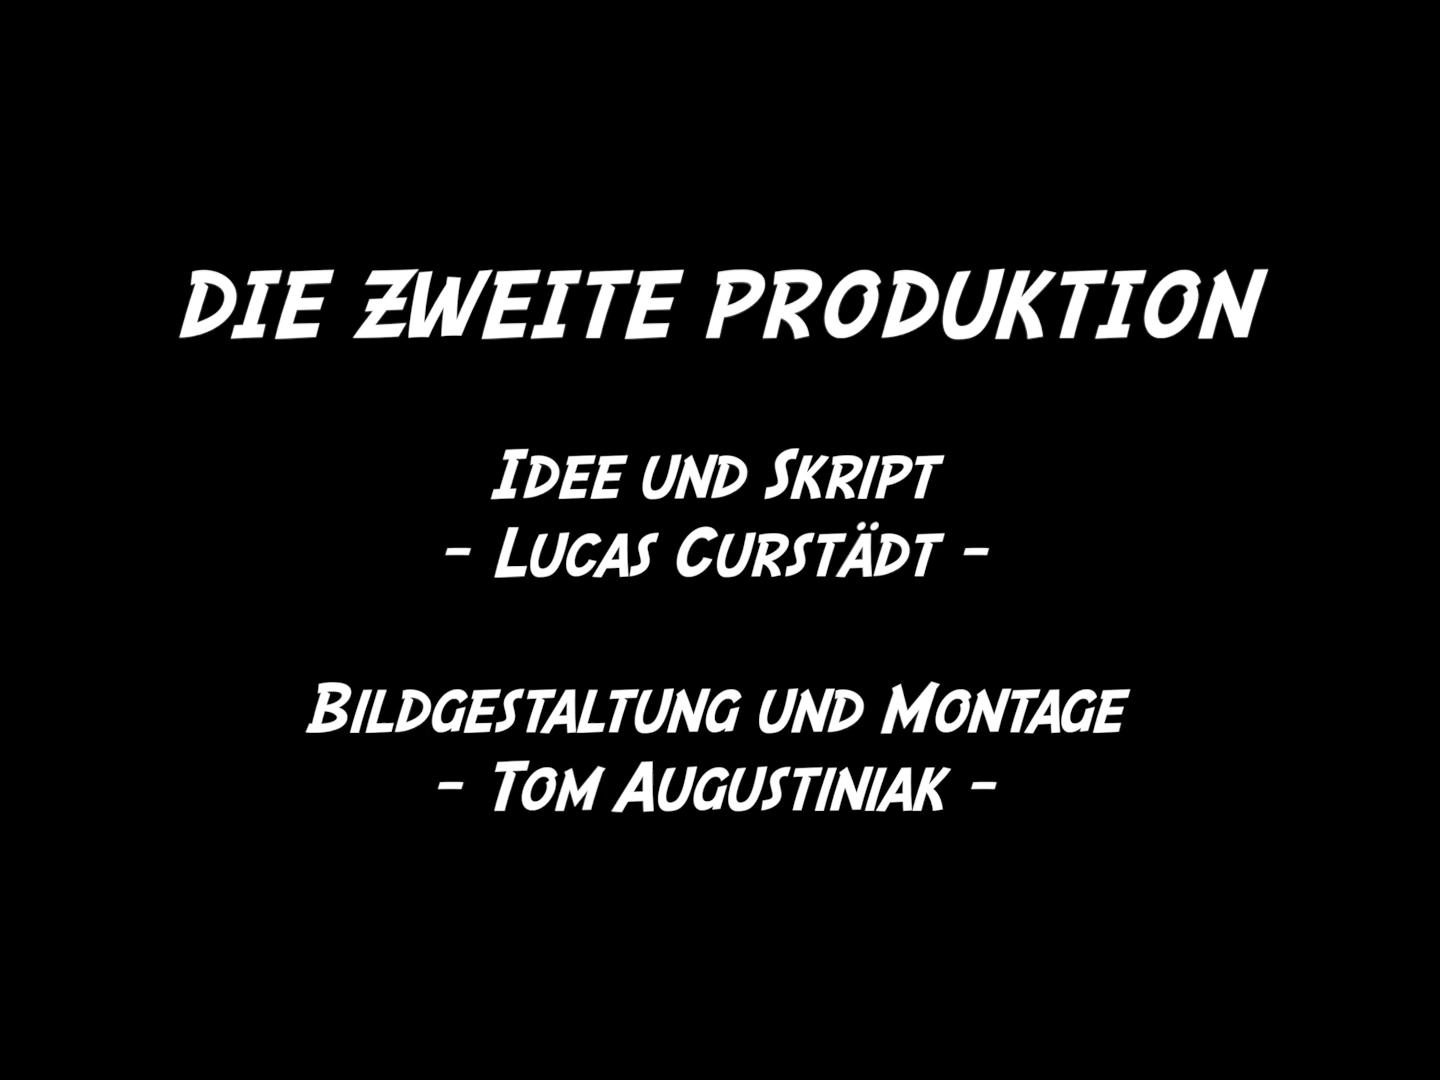 DIE ZWEITE PRODUKTION
IDEE UND SKRIPT
- LUCAS CURSTÄDT -
BILDGESTALTUNG UND MONTAGE
- TOM AUGUSTINIAK -